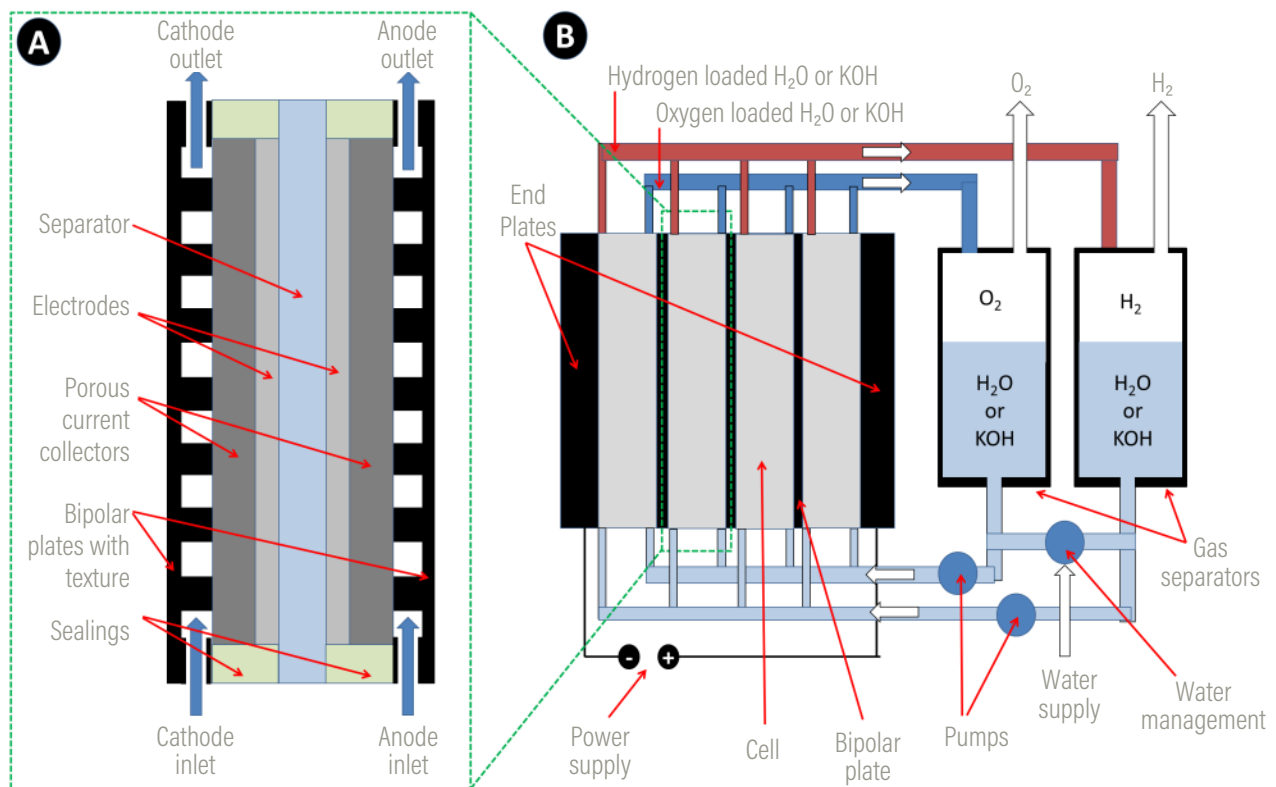 A
Cathode
outlet
Anode
outlet
Separator
Electrodes
Porous
current
collectors
Bipolar
plates with
texture
Sealings
Cathode
inlet
Anode
inlet
B
Hydrogen loaded H₂O or KOH
Oxygen loaded H₂O or KOH
O₂
H₂
End
Plates
O₂
H₂
H₂O
or
KOH
H₂O
or
KOH
Gas
separators
-
+
Power
supply
Cell
Bipolar
plate
Pumps
Water
supply
Water
management